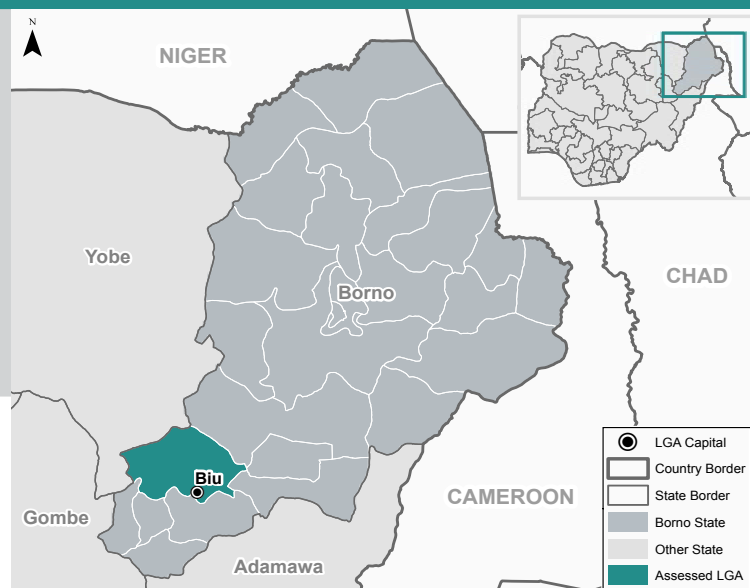 N
NIGER
Yobe
CHAD
Borno
Biu
CAMEROON
Gombe
Adamawa
LGA Capital
Country Border
State Border
Borno State
Other State
Assessed LGA